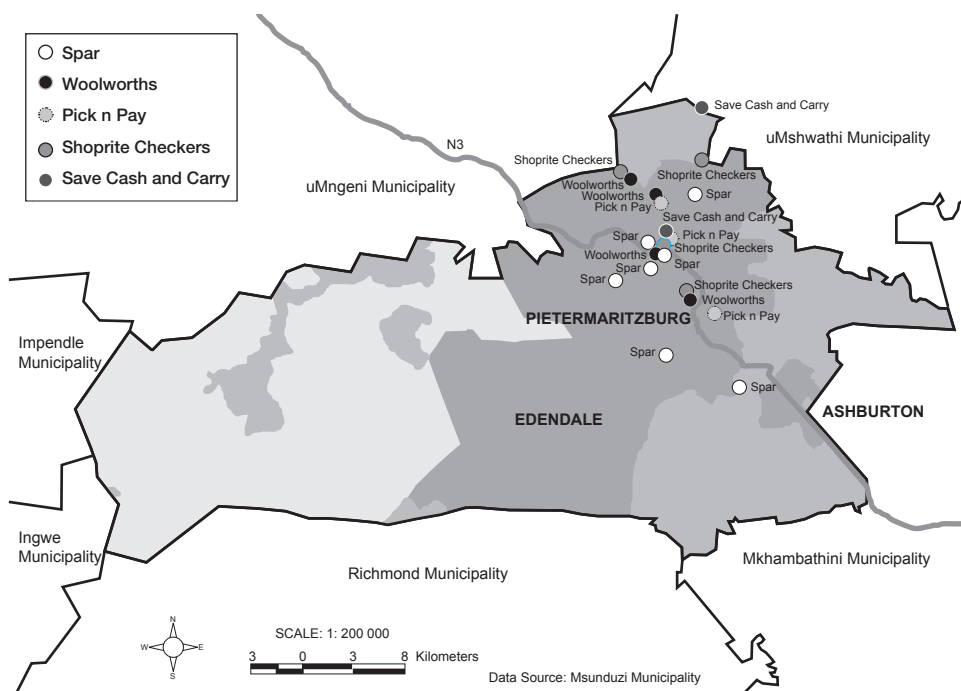 Spar
Woolworths
Pick n Pay
Shoprite Checkers
Save Cash and Carry
Save Cash and Carry
N3
uMshwathi Municipality
Shoprite Checkers
Shoprite Checkers
uMngeni Municipality
Woolworths
Woolworths
Spar
Pick n Pay
Save Cash and Carry
Spar
Pick n Pay
Shoprite Checkers
Woolworths
Spar
Spar
Spar
Shoprite Checkers
Woolworths
PIETERMARITZBURG
Pick n Pay
Impendle
Municipality
Spar
Spar
EDENDALE
ASHBURTON
Ingwe
Municipality
Mkhambathini Municipality
Richmond Municipality
N
W
E
S
SCALE: 1: 200 000
3 0 3 8 Kilometers
Data Source: Msunduzi Municipality